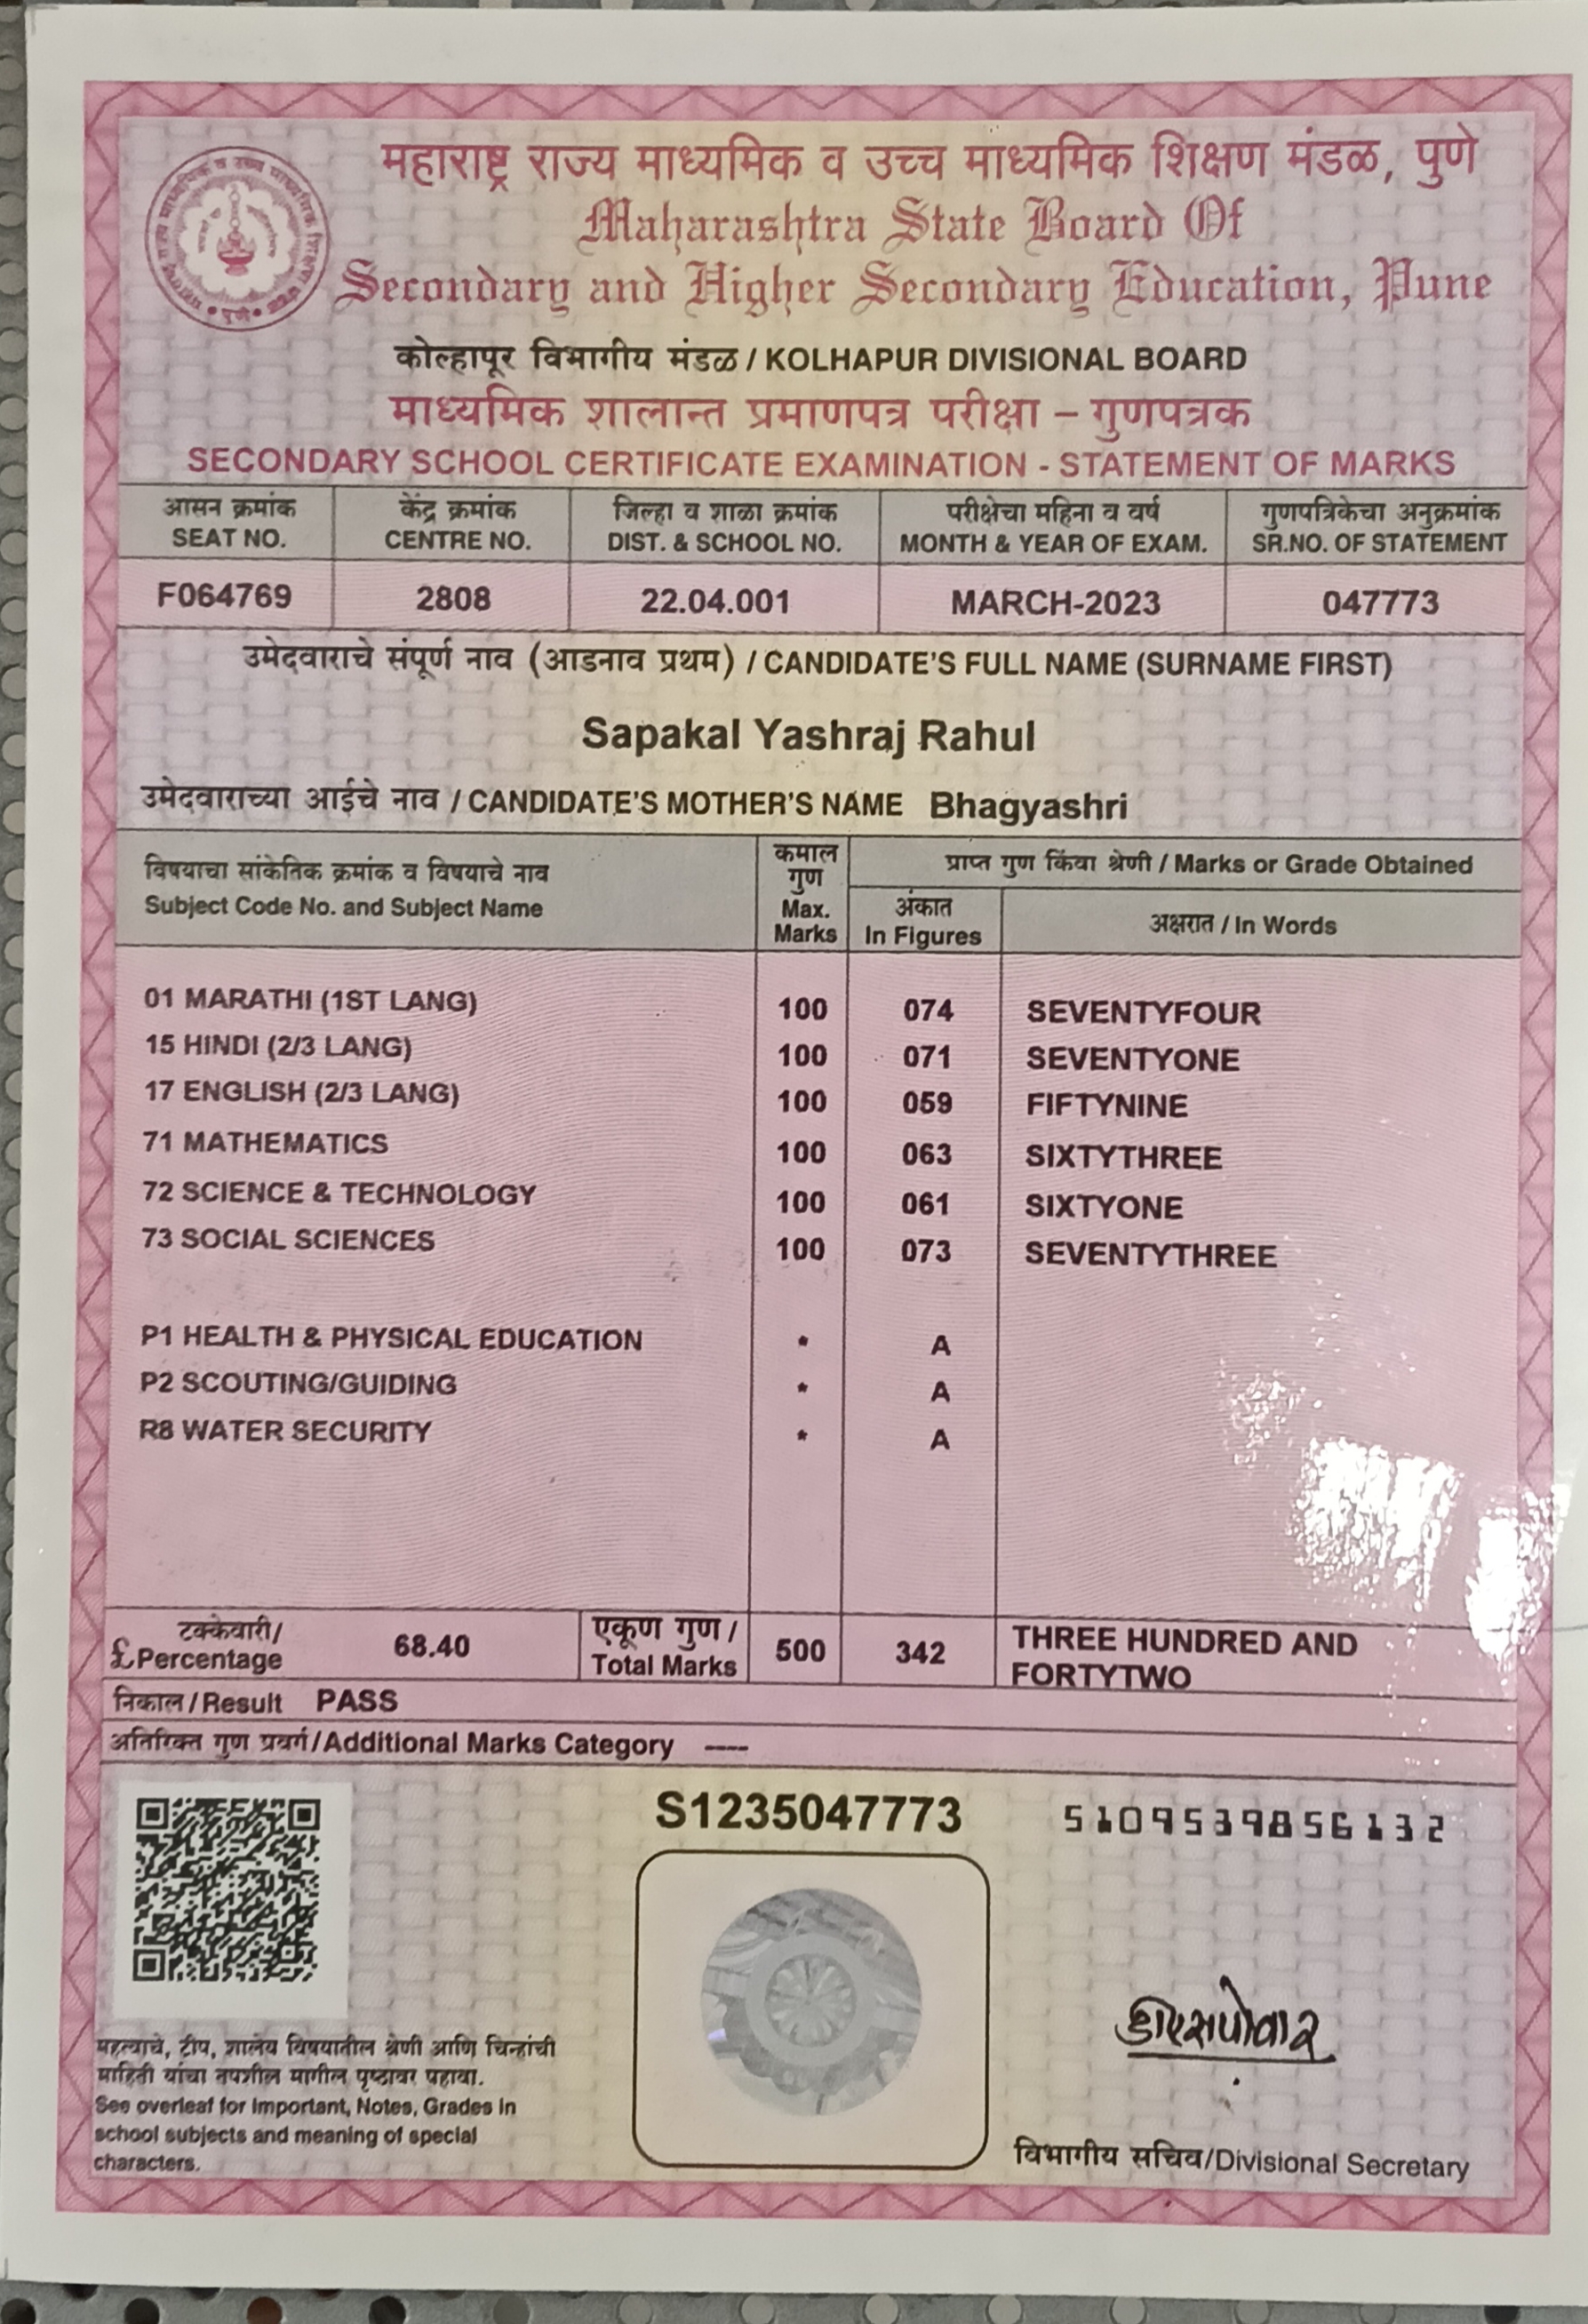 महाराष्ट्र राज्य माध्यमिक व उच्च माध्यमिक शिक्षण मंडळ, पुणे
Maharashtra State Board Of
Secondary and Higher Secondary Education, Pune
कोल्हापूर विभागीय मंडळ / KOLHAPUR DIVISIONAL BOARD
माध्यमिक शालान्त प्रमाणपत्र परीक्षा – गुणपत्रक
SECONDARY SCHOOL CERTIFICATE EXAMINATION - STATEMENT OF MARKS
आसन क्रमांक केंद्र क्रमांक जिल्हा व शाळा क्रमांक परीक्षेचा महिना व वर्ष गुणपत्रिकेचा अनुक्रमांक
SEAT NO. CENTRE NO. DIST. & SCHOOL NO. MONTH & YEAR OF EXAM. SR.NO. OF STATEMENT
F064769 2808 22.04.001 MARCH-2023 047773
उमेदवाराचे संपूर्ण नाव (आडनाव प्रथम) / CANDIDATE'S FULL NAME (SURNAME FIRST)
Sapakal Yashraj Rahul
उमेदवाराच्या आईचे नाव / CANDIDATE'S MOTHER'S NAME Bhagyashri
विषयाचा सांकेतिक क्रमांक व विषयाचे नाव
Subject Code No. and Subject Name
कमाल
गुण
Max.
Marks
प्राप्त गुण किंवा श्रेणी / Marks or Grade Obtained
अंकात
In Figures
अक्षरात / In Words
01 MARATHI (1ST LANG) 100 074 SEVENTYFOUR
15 HINDI (2/3 LANG) 100 071 SEVENTYONE
17 ENGLISH (2/3 LANG) 100 059 FIFTYNINE
71 MATHEMATICS 100 063 SIXTYTHREE
72 SCIENCE & TECHNOLOGY 100 061 SIXTYONE
73 SOCIAL SCIENCES 100 073 SEVENTYTHREE
P1 HEALTH & PHYSICAL EDUCATION * A
P2 SCOUTING/GUIDING * A
R8 WATER SECURITY * A
टक्केवारी/
£ Percentage
68.40
एकूण गुण /
Total Marks
500 342
THREE HUNDRED AND
FORTYTWO
निकाल/Result PASS
अतिरिक्त गुण प्रवर्ग/Additional Marks Category ----
S1235047773
5109539856132
महत्वाचे, टीप, शालेय विषयातील श्रेणी आणि चिन्हांची
माहिती यांचा तपशील मागील पृष्ठावर पहावा.
See overleaf for Important, Notes, Grades in
school subjects and meaning of special
characters.
विभागीय सचिव/Divisional Secretary